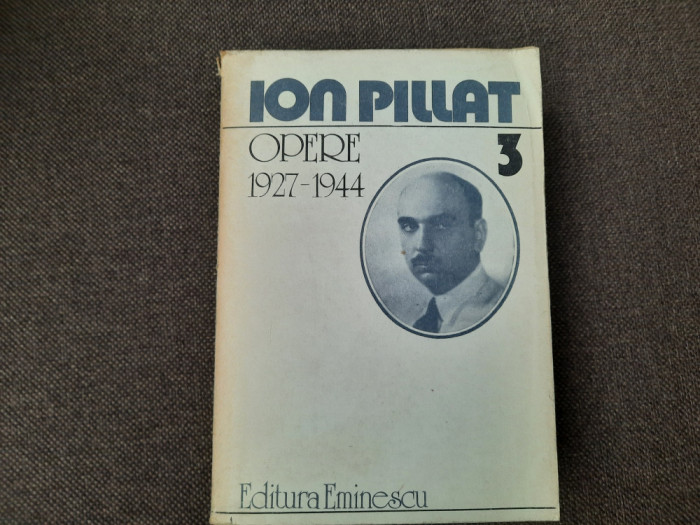 ION PILLAT
OPERE 3
1927-1944
Editura Eminescu